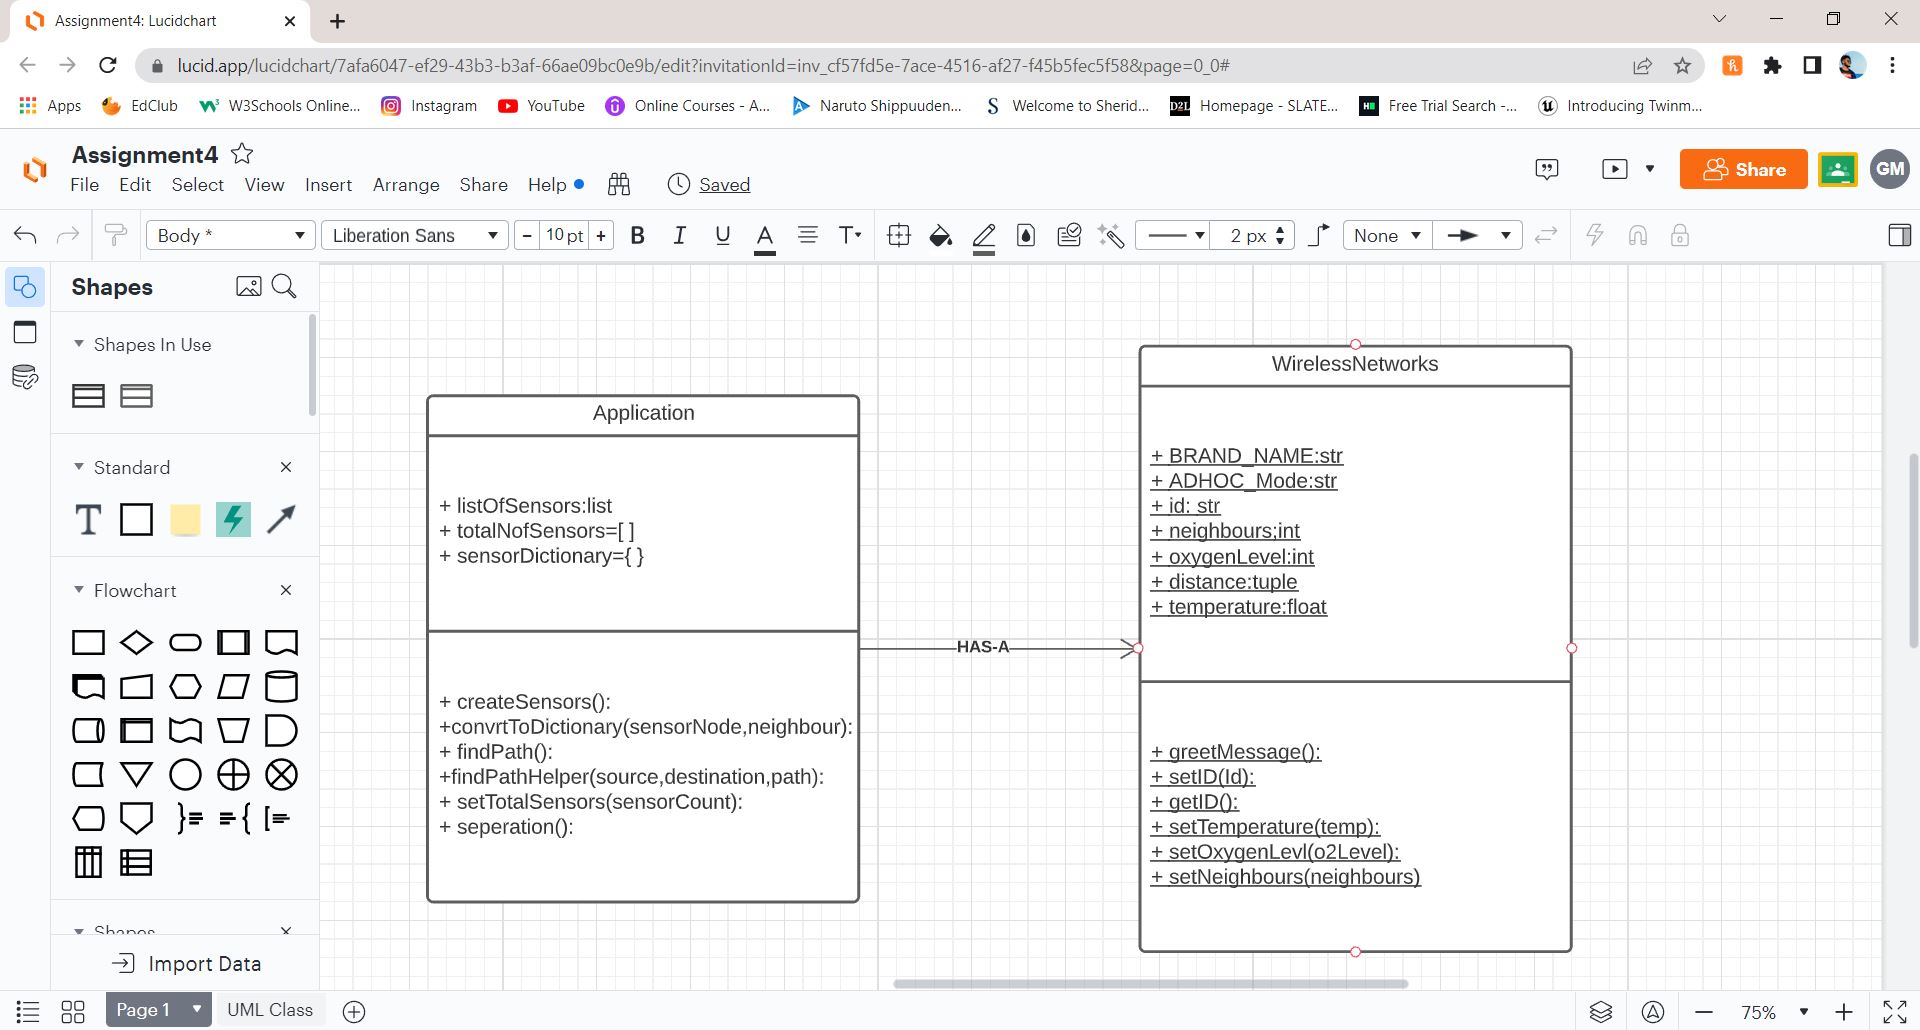 Assignment4: Lucidchart
lucid.app/lucidchart/7afa6047-ef29-43b3-b3af-66ae09bc0e9b/edit?invitationId=inv_cf57fd5e-7ace-4516-af27-f45b5fec5f58&page=0_0#
Apps EdClub W3Schools Online... Instagram YouTube Online Courses - A... Naruto Shippuuden... Welcome to Sherid... D2L Homepage - SLATE... Free Trial Search -... Introducing Twinm...
Assignment4
File Edit Select View Insert Arrange Share Help Saved
Share GM
Body * Liberation Sans - 10 pt + B I U A T 2 px None
Shapes
Shapes In Use
Standard
T
Flowchart
Shapes
Import Data
Application
+ listOfSensors:list
+ totalNofSensors=[ ]
+ sensorDictionary={ }
+ createSensors():
+convrtToDictionary(sensorNode,neighbour):
+ findPath():
+findPathHelper(source,destination,path):
+ setTotalSensors(sensorCount):
+ seperation():
HAS-A
WirelessNetworks
+ BRAND_NAME:str
+ ADHOC_Mode:str
+ id: str
+ neighbours;int
+ oxygenLevel:int
+ distance:tuple
+ temperature:float
+ greetMessage():
+ setID(Id):
+ getID():
+ setTemperature(temp):
+ setOxygenLevl(o2Level):
+ setNeighbours(neighbours)
Page 1 UML Class 75%